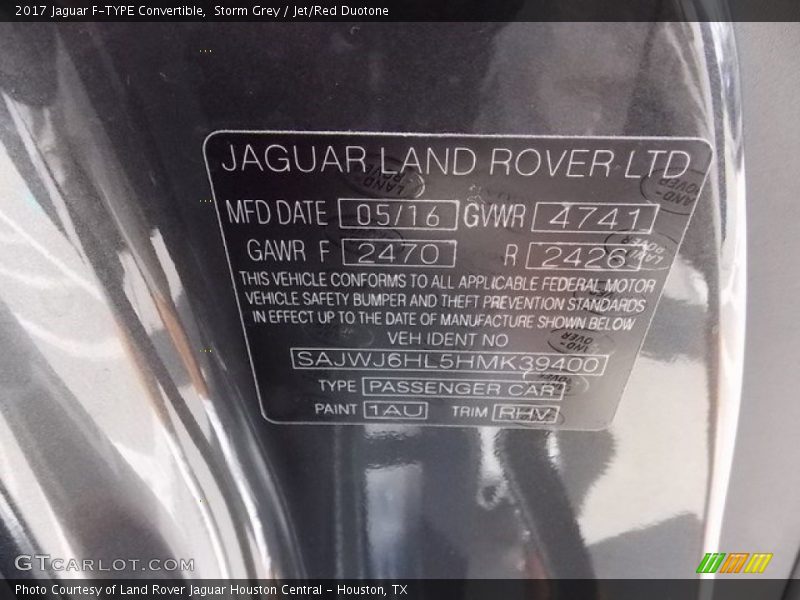 2017 Jaguar F-TYPE Convertible, Storm Grey / Jet/Red Duotone
JAGUAR LAND ROVER LTD
MFD DATE 05/16 GVWR 4741
GAWR F 2470 R 2426
THIS VEHICLE CONFORMS TO ALL APPLICABLE FEDERAL MOTOR
VEHICLE SAFETY BUMPER AND THEFT PREVENTION STANDARDS
IN EFFECT UP TO THE DATE OF MANUFACTURE SHOWN BELOW
VEH IDENT NO
SAJWJ6HL5HMK39400
TYPE PASSENGER CAR
PAINT 1AU TRIM RHV
GTCARLOT.COM
Photo Courtesy of Land Rover Jaguar Houston Central - Houston, TX